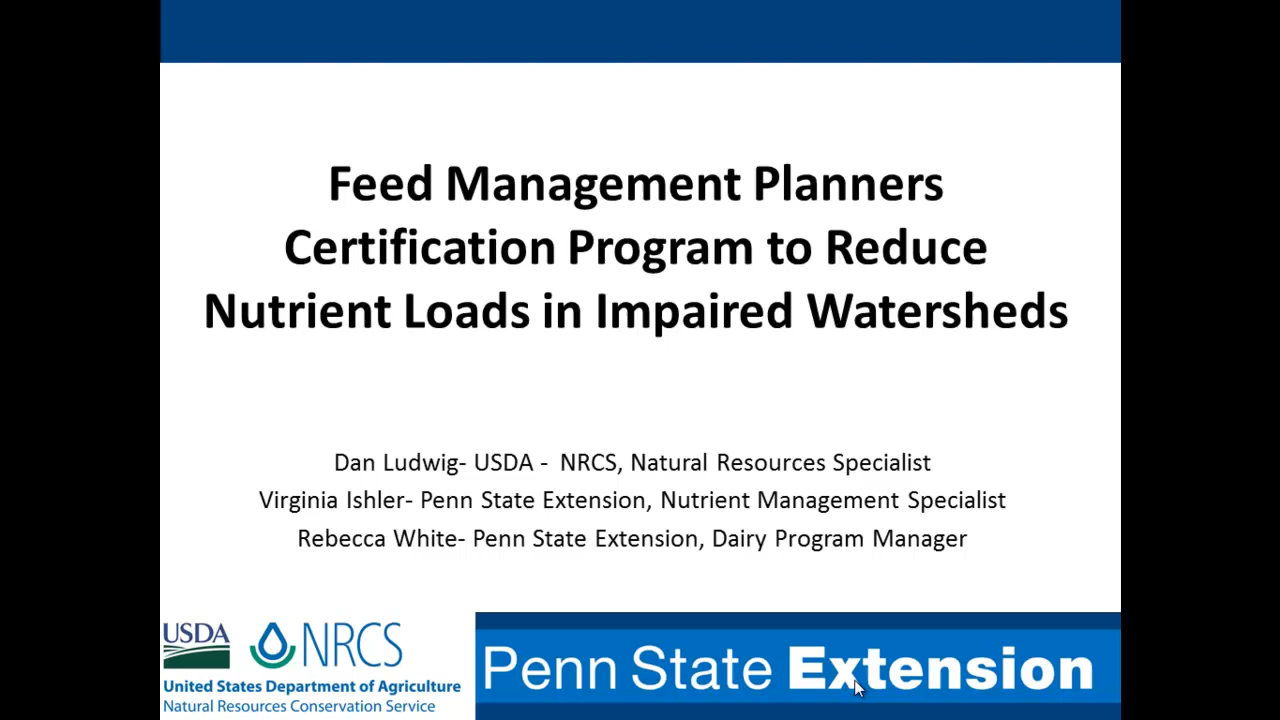 Feed Management Planners
Certification Program to Reduce
Nutrient Loads in Impaired Watersheds
Dan Ludwig- USDA -  NRCS, Natural Resources Specialist
Virginia Ishler- Penn State Extension, Nutrient Management Specialist
Rebecca White- Penn State Extension, Dairy Program Manager
USDA NRCS
United States Department of Agriculture
Natural Resources Conservation Service
Penn State Extension